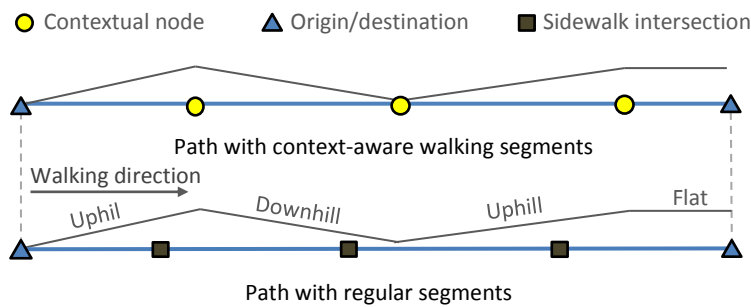 Contextual node Origin/destination Sidewalk intersection
Path with context-aware walking segments
Walking direction
Uphil Downhill Uphill Flat
Path with regular segments